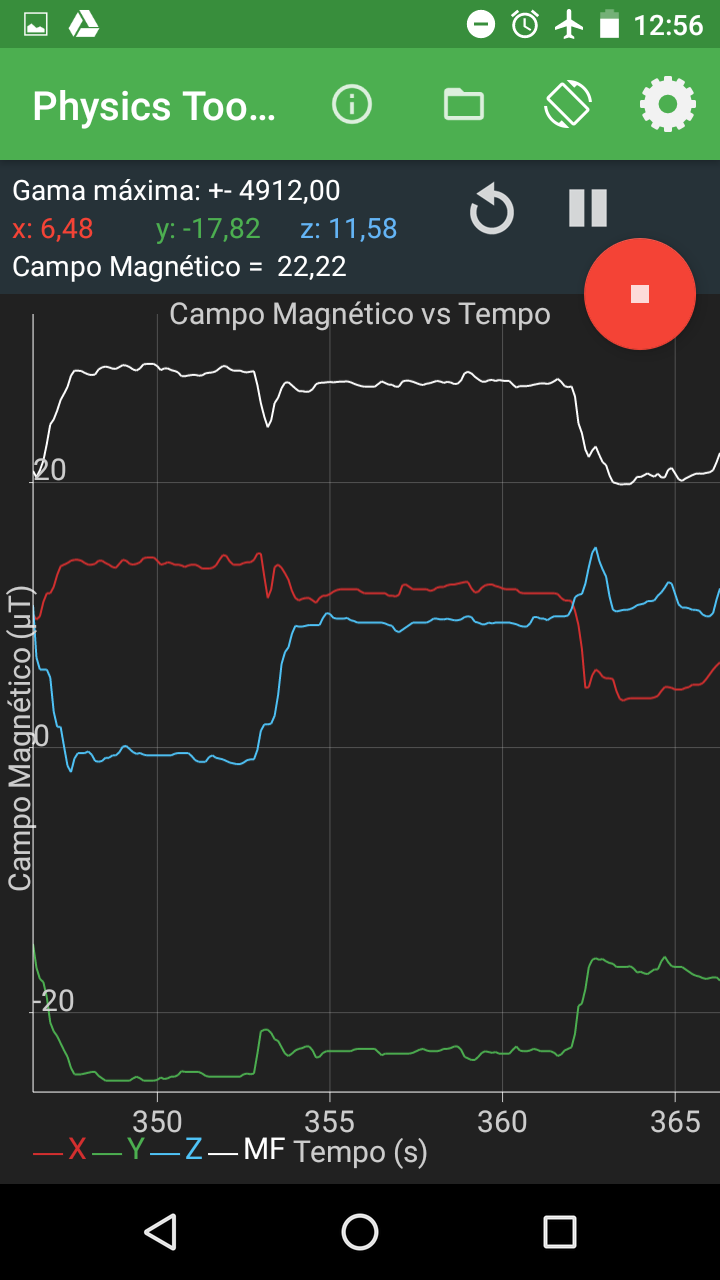 12:56
Physics Too...
Gama máxima: +- 4912,00
x: 6,48 y: -17,82 z: 11,58
Campo Magnético = 22,22
Campo Magnético vs Tempo
20
0
-20
Campo Magnético (µT)
350 355 360 365
X Y Z MF Tempo (s)